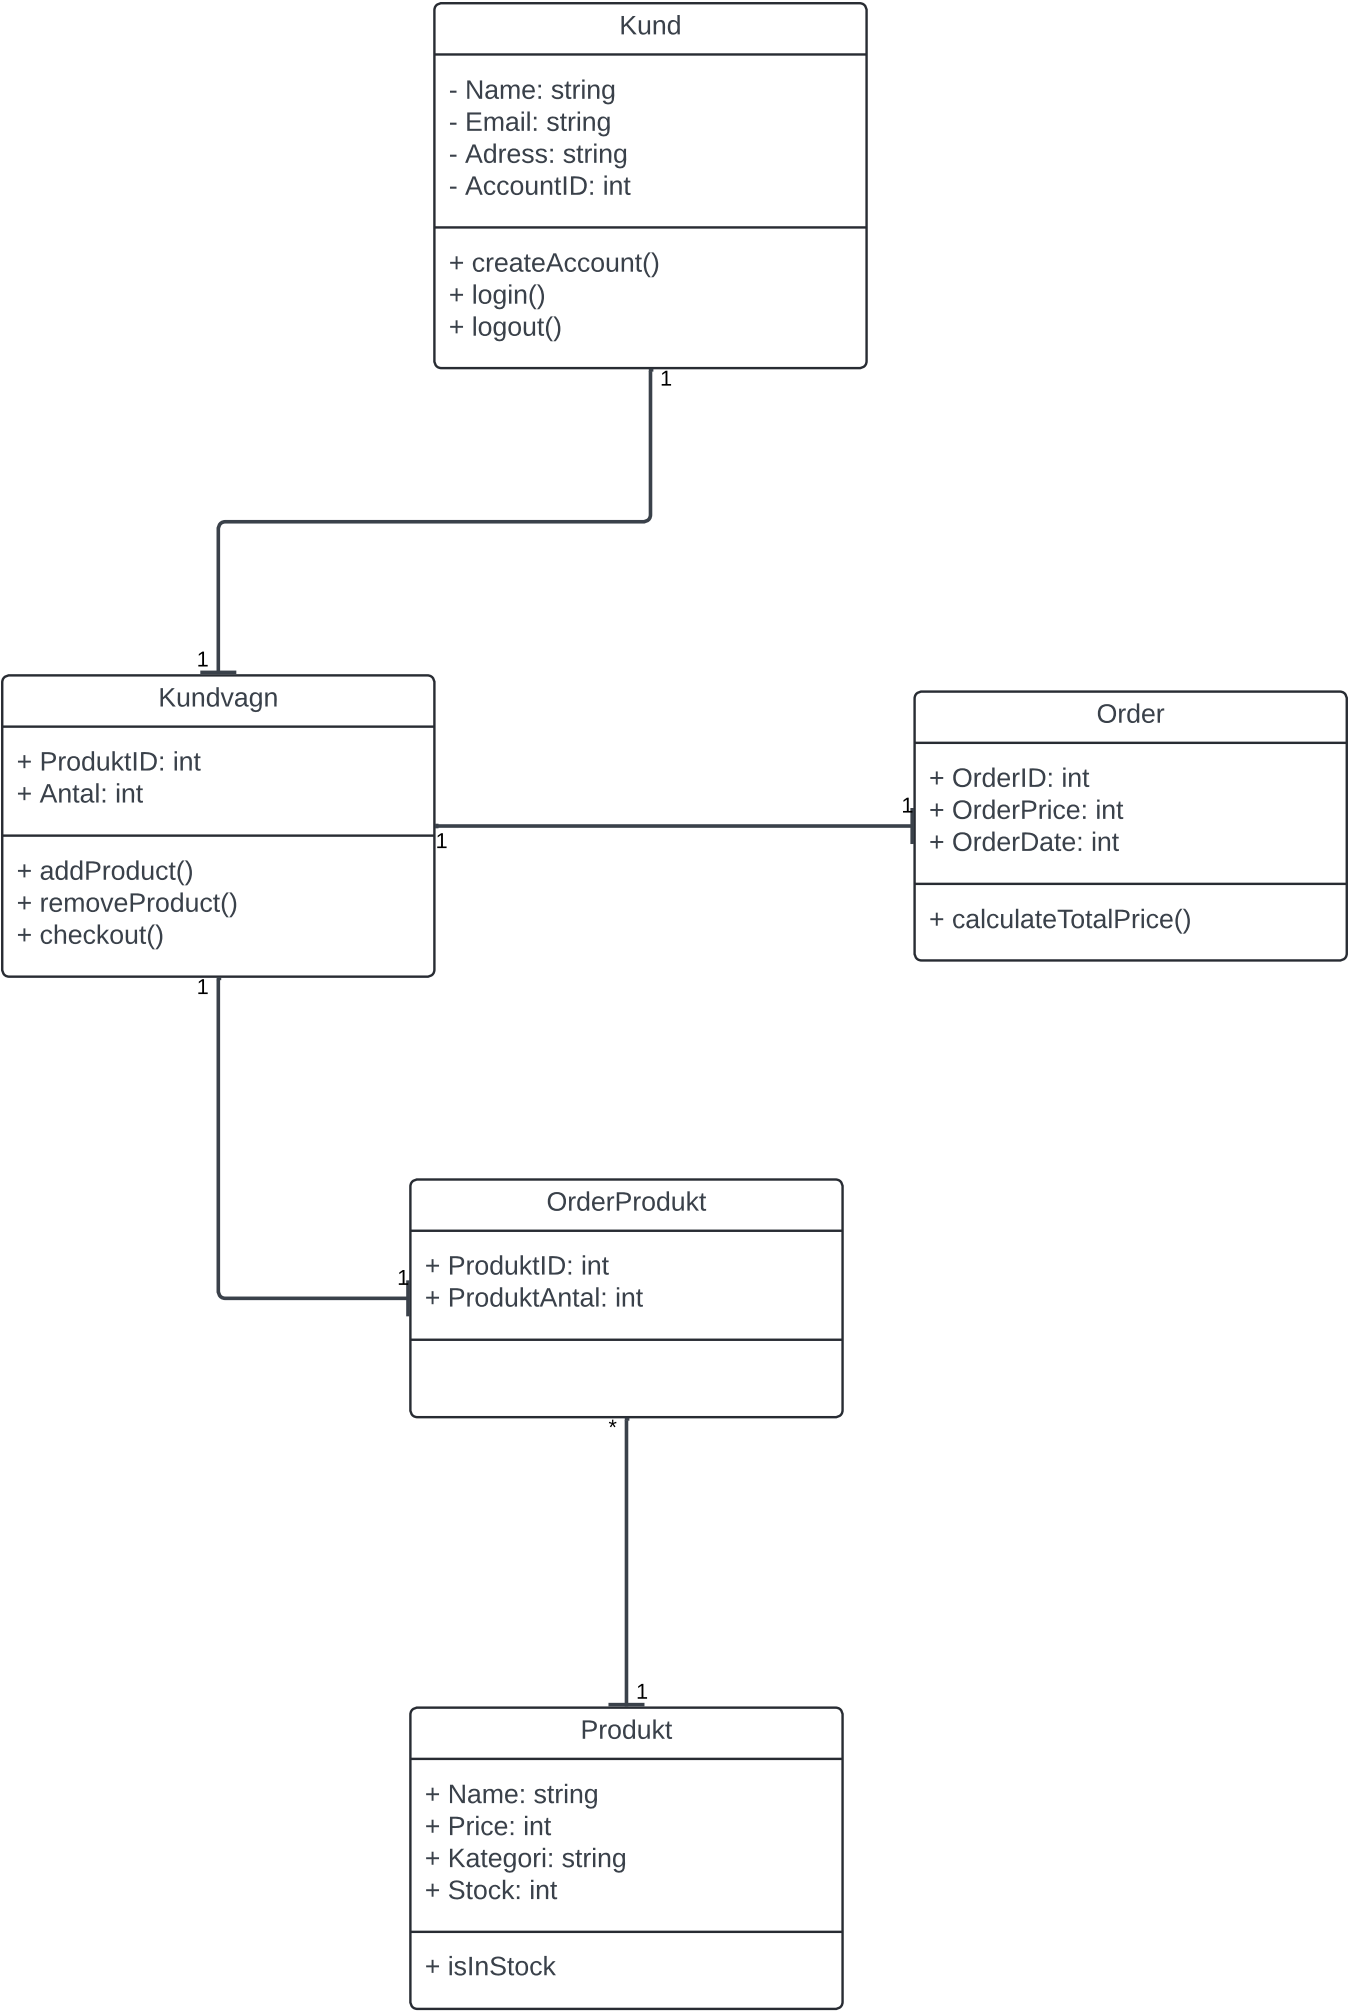 Kund
- Name: string
- Email: string
- Adress: string
- AccountID: int
+ createAccount()
+ login()
+ logout()
1
1
Kundvagn
+ ProduktID: int
+ Antal: int
+ addProduct()
+ removeProduct()
+ checkout()
1
1
Order
+ OrderID: int
+ OrderPrice: int
+ OrderDate: int
+ calculateTotalPrice()
1
1
OrderProdukt
+ ProduktID: int
+ ProduktAntal: int
*
1
Produkt
+ Name: string
+ Price: int
+ Kategori: string
+ Stock: int
+ isInStock